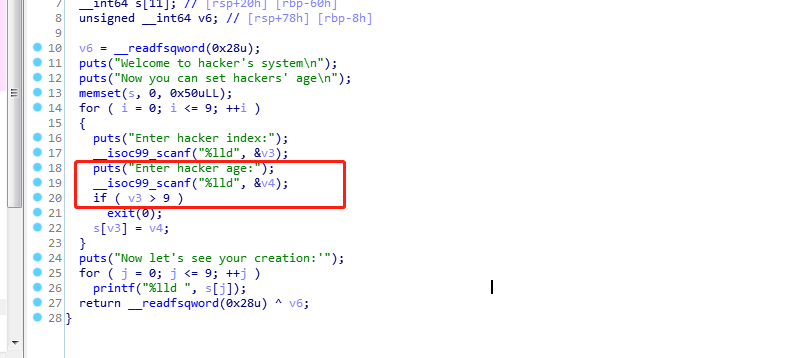 7 __int64 s[11]; // [rsp+20h] [rbp-60h]
8 unsigned __int64 v6; // [rsp+78h] [rbp-8h]
9
10 v6 = __readfsqword(0x28u);
11 puts("Welcome to hacker's system\n");
12 puts("Now you can set hackers' age\n");
13 memset(s, 0, 0x50uLL);
14 for ( i = 0; i <= 9; ++i )
15 {
16 puts("Enter hacker index:");
17 __isoc99_scanf("%lld", &v3);
18 puts("Enter hacker age:");
19 __isoc99_scanf("%lld", &v4);
20 if ( v3 > 9 )
21 exit(0);
22 s[v3] = v4;
23 }
24 puts("Now let's see your creation:'");
25 for ( j = 0; j <= 9; ++j )
26 printf("%lld ", s[j]);
27 return __readfsqword(0x28u) ^ v6;
28 }